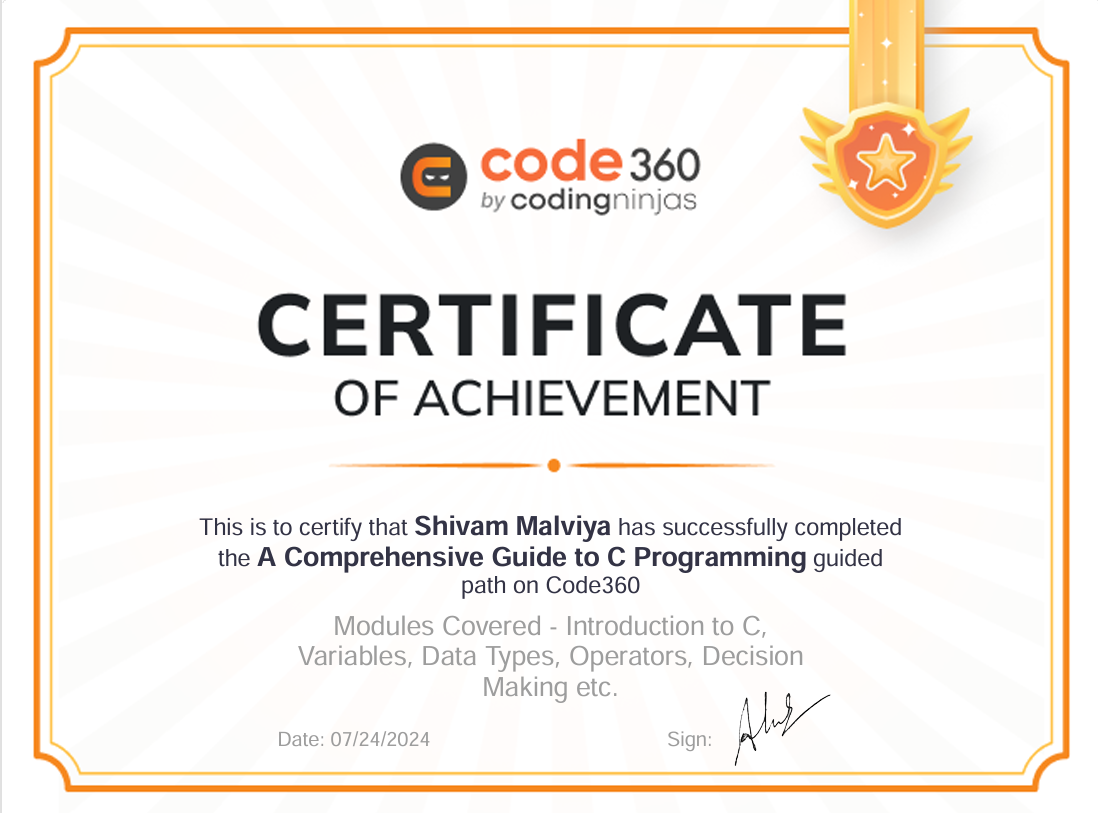 code 360
by codingninjas
CERTIFICATE
OF ACHIEVEMENT
This is to certify that Shivam Malviya has successfully completed
the A Comprehensive Guide to C Programming guided
path on Code360
Modules Covered - Introduction to C,
Variables, Data Types, Operators, Decision
Making etc.
Date: 07/24/2024
Sign: